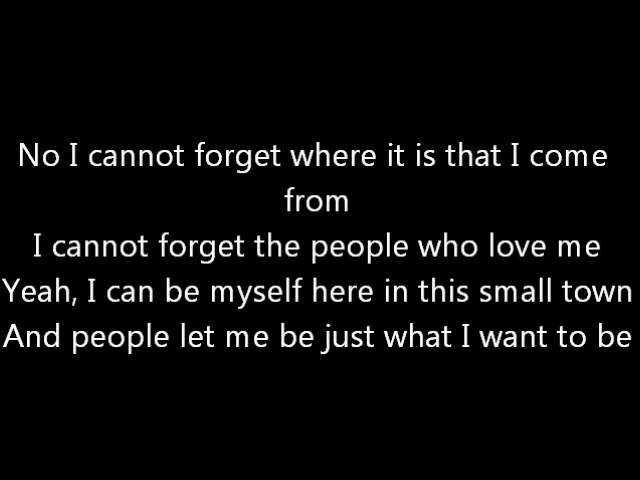 No I cannot forget where it is that I come
from
I cannot forget the people who love me
Yeah, I can be myself here in this small town
And people let me be just what I want to be